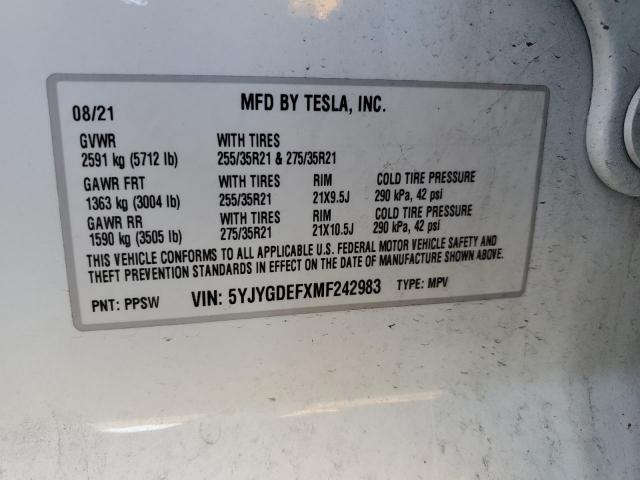 08/21 MFD BY TESLA, INC.
GVWR WITH TIRES
2591 kg (5712 lb) 255/35R21 & 275/35R21
GAWR FRT WITH TIRES RIM COLD TIRE PRESSURE
1363 kg (3004 lb) 255/35R21 21X9.5J 290 kPa, 42 psi
GAWR RR WITH TIRES RIM COLD TIRE PRESSURE
1590 kg (3505 lb) 275/35R21 21X10.5J 290 kPa, 42 psi
THIS VEHICLE CONFORMS TO ALL APPLICABLE U.S. FEDERAL MOTOR VEHICLE SAFETY AND
THEFT PREVENTION STANDARDS IN EFFECT ON THE DATE OF MANUFACTURE SHOWN ABOVE.
PNT: PPSW VIN: 5YJYGDEFXMF242983 TYPE: MPV